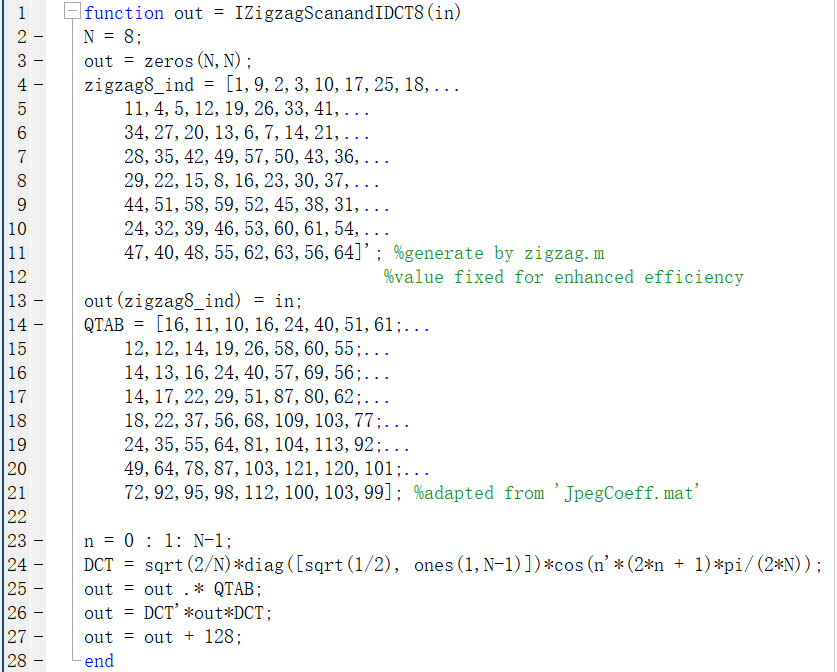 1 function out = IZigzagScanandIDCT8(in)
2 - N = 8;
3 - out = zeros(N,N);
4 - zigzag8_ind = [1,9,2,3,10,17,25,18,...
5 11,4,5,12,19,26,33,41,...
6 34,27,20,13,6,7,14,21,...
7 28,35,42,49,57,50,43,36,...
8 29,22,15,8,16,23,30,37,...
9 44,51,58,59,52,45,38,31,...
10 24,32,39,46,53,60,61,54,...
11 47,40,48,55,62,63,56,64]'; %generate by zigzag.m
12 %value fixed for enhanced efficiency
13 - out(zigzag8_ind) = in;
14 - QTAB = [16,11,10,16,24,40,51,61;...
15 12,12,14,19,26,58,60,55;...
16 14,13,16,24,40,57,69,56;...
17 14,17,22,29,51,87,80,62;...
18 18,22,37,56,68,109,103,77;...
19 24,35,55,64,81,104,113,92;...
20 49,64,78,87,103,121,120,101;...
21 72,92,95,98,112,100,103,99]; %adapted from 'JpegCoeff.mat'
22
23 - n = 0 : 1: N-1;
24 - DCT = sqrt(2/N)*diag([sqrt(1/2), ones(1,N-1)])*cos(n'*(2*n + 1)*pi/(2*N));
25 - out = out .* QTAB;
26 - out = DCT'*out*DCT;
27 - out = out + 128;
28 - end